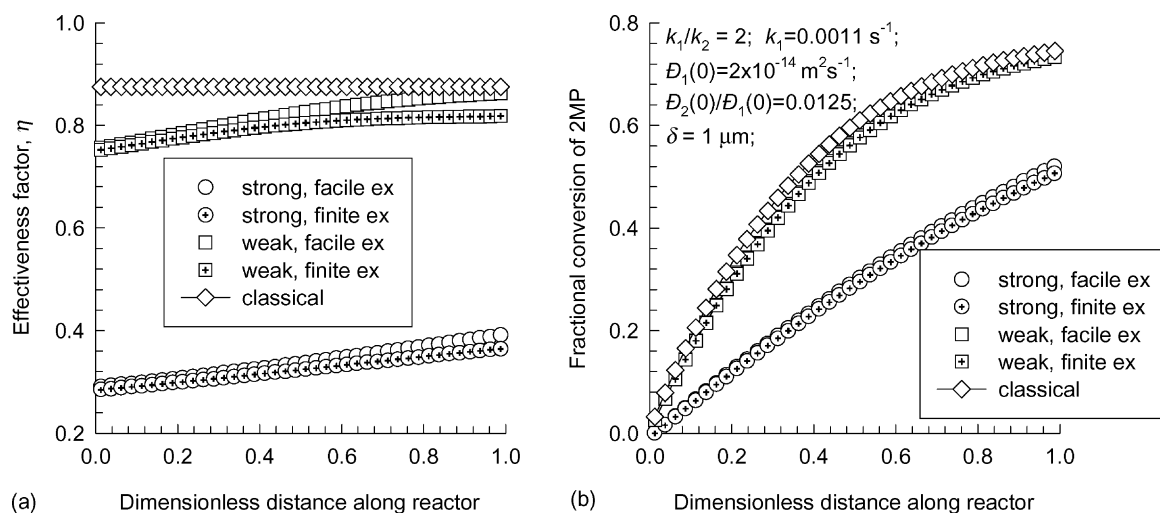 1.0
0.8
0.6
0.4
0.2
Effectiveness factor, η
strong, facile ex
strong, finite ex
weak, facile ex
weak, finite ex
classical
0.0 0.2 0.4 0.6 0.8 1.0
(a) Dimensionless distance along reactor
0.8
0.6
0.4
0.2
0.0
Fractional conversion of 2MP
k₁/k₂ = 2; k₁=0.0011 s⁻¹;
Đ₁(0)=2x10⁻¹⁴ m²s⁻¹;
Đ₂(0)/Đ₁(0)=0.0125;
δ = 1 μm;
strong, facile ex
strong, finite ex
weak, facile ex
weak, finite ex
classical
0.0 0.2 0.4 0.6 0.8 1.0
(b) Dimensionless distance along reactor